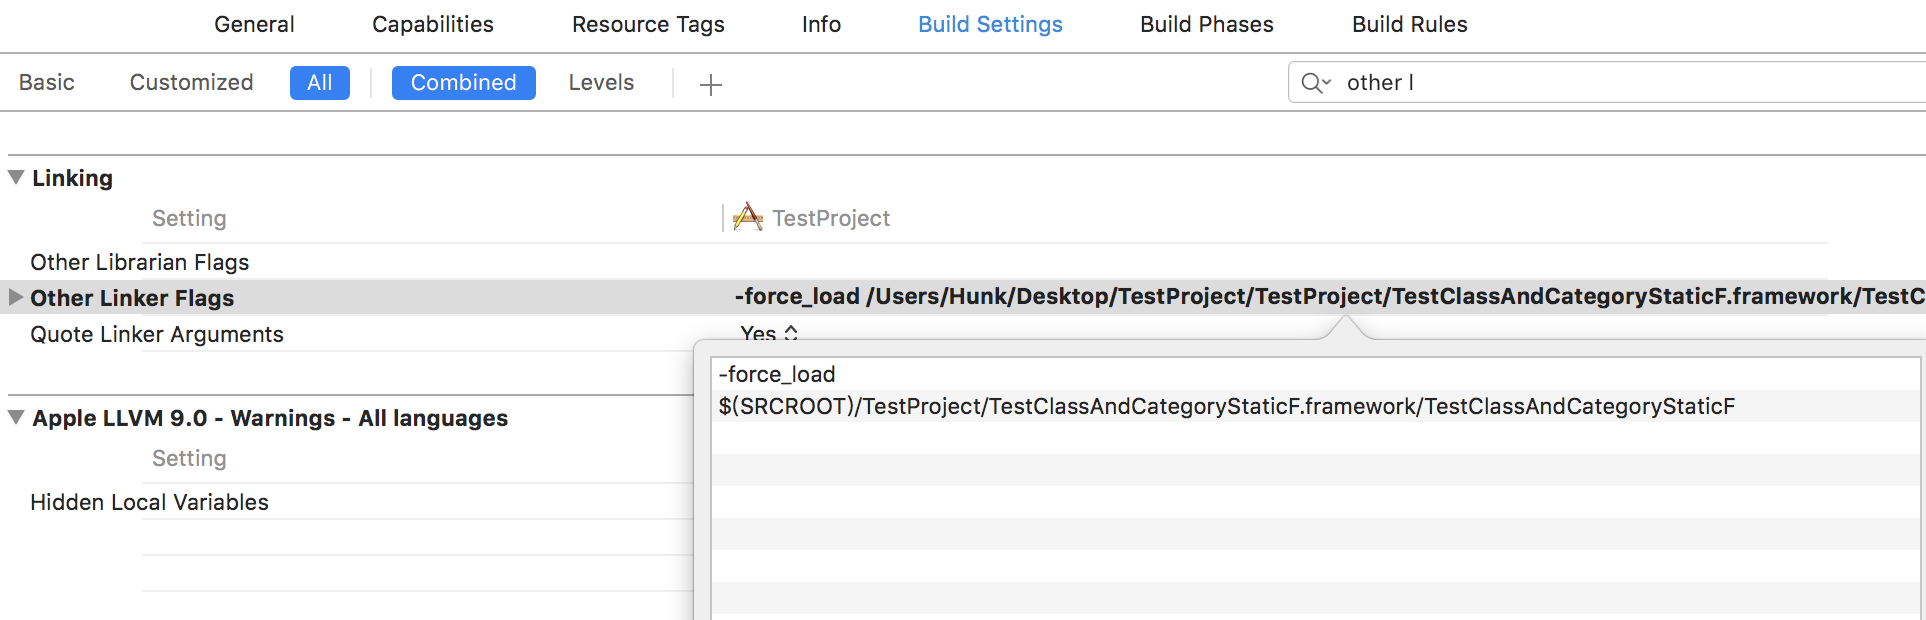 General Capabilities Resource Tags Info Build Settings Build Phases Build Rules
Basic Customized All Combined Levels + other l
Linking
Setting TestProject
Other Librarian Flags
Other Linker Flags -force_load /Users/Hunk/Desktop/TestProject/TestProject/TestClassAndCategoryStaticF.framework/TestC
Quote Linker Arguments Yes
-force_load
$(SRCROOT)/TestProject/TestClassAndCategoryStaticF.framework/TestClassAndCategoryStaticF
Apple LLVM 9.0 - Warnings - All languages
Setting
Hidden Local Variables